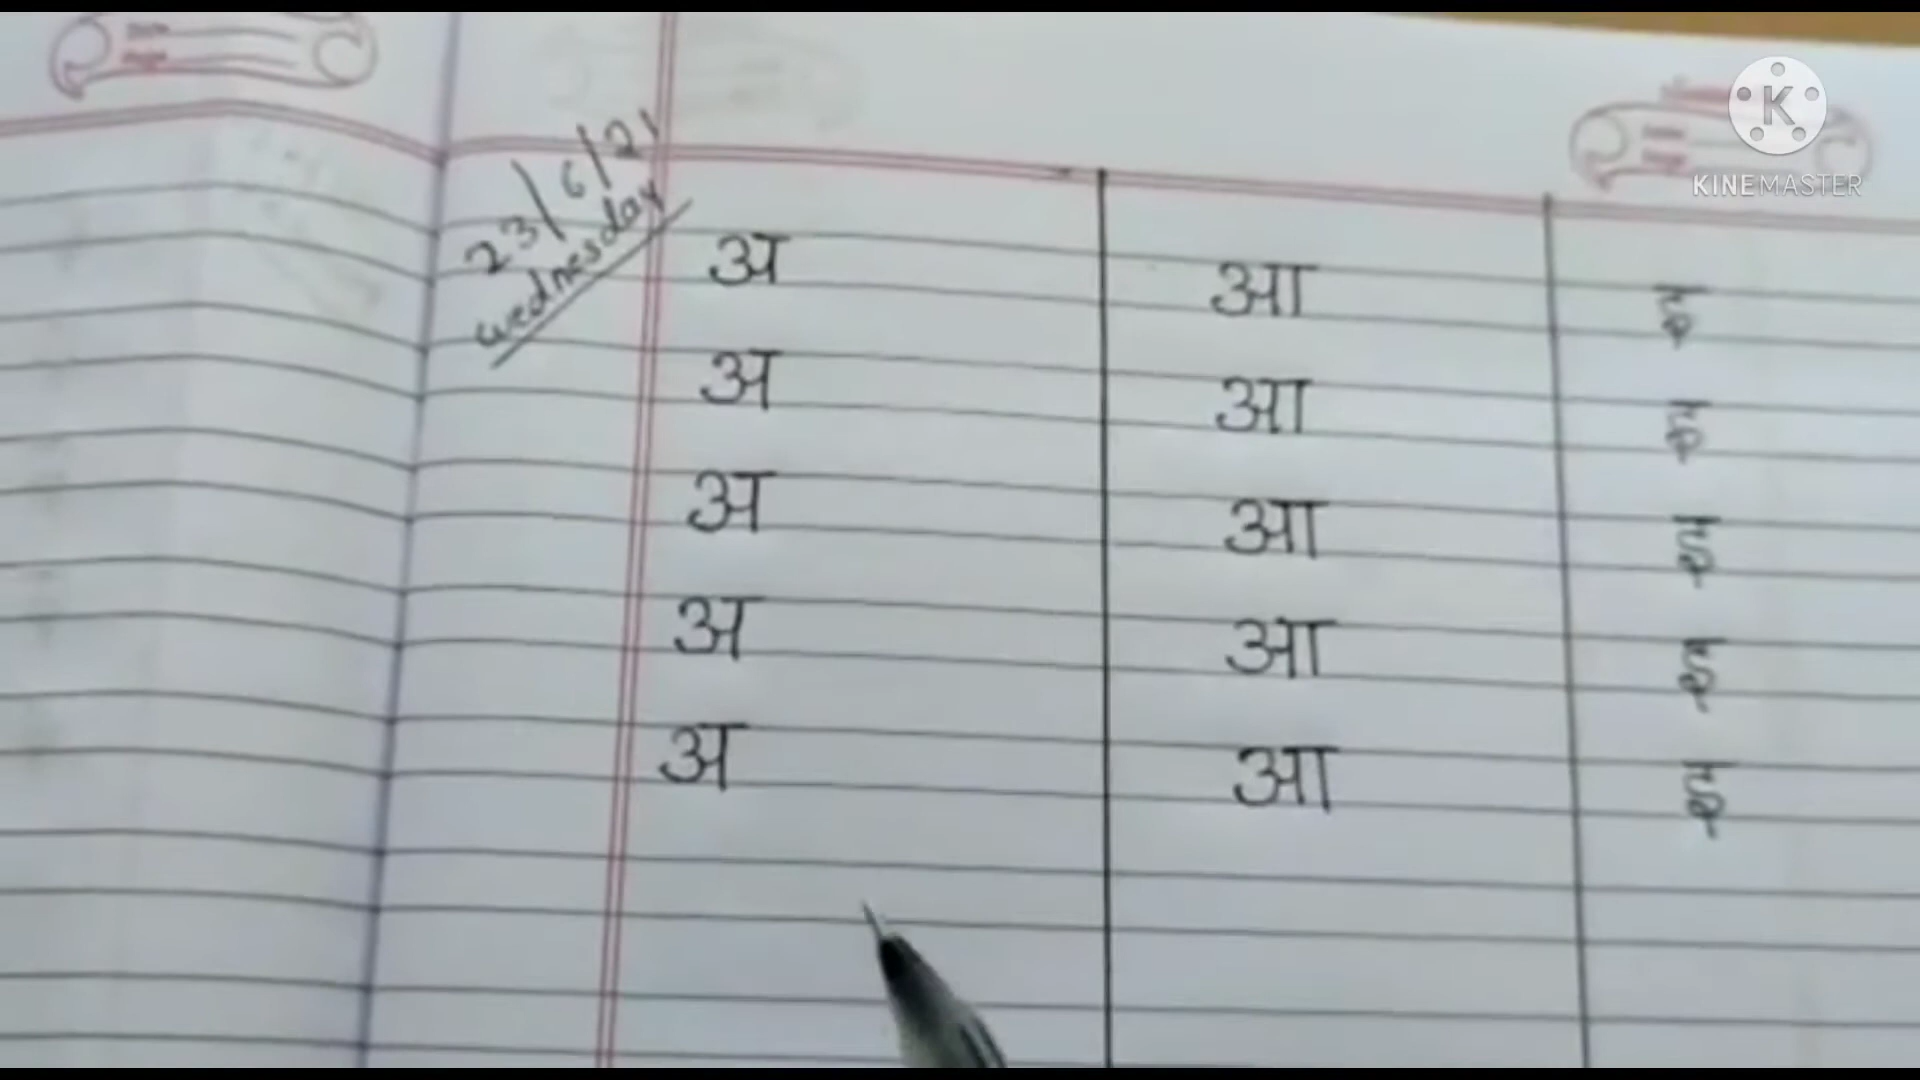 23/6/21
Wednesday
अ आ इ
अ आ इ
अ आ इ
अ आ इ
अ आ इ
KINEMASTER